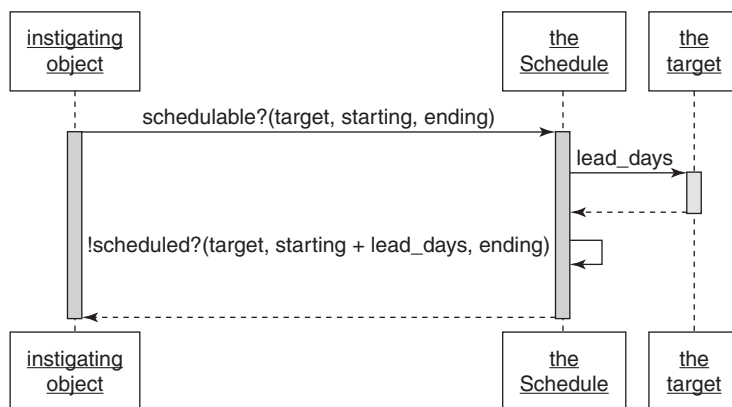 instigating
object
the
Schedule
the
target
schedulable?(target, starting, ending)
lead_days
!scheduled?(target, starting + lead_days, ending)
instigating
object
the
Schedule
the
target